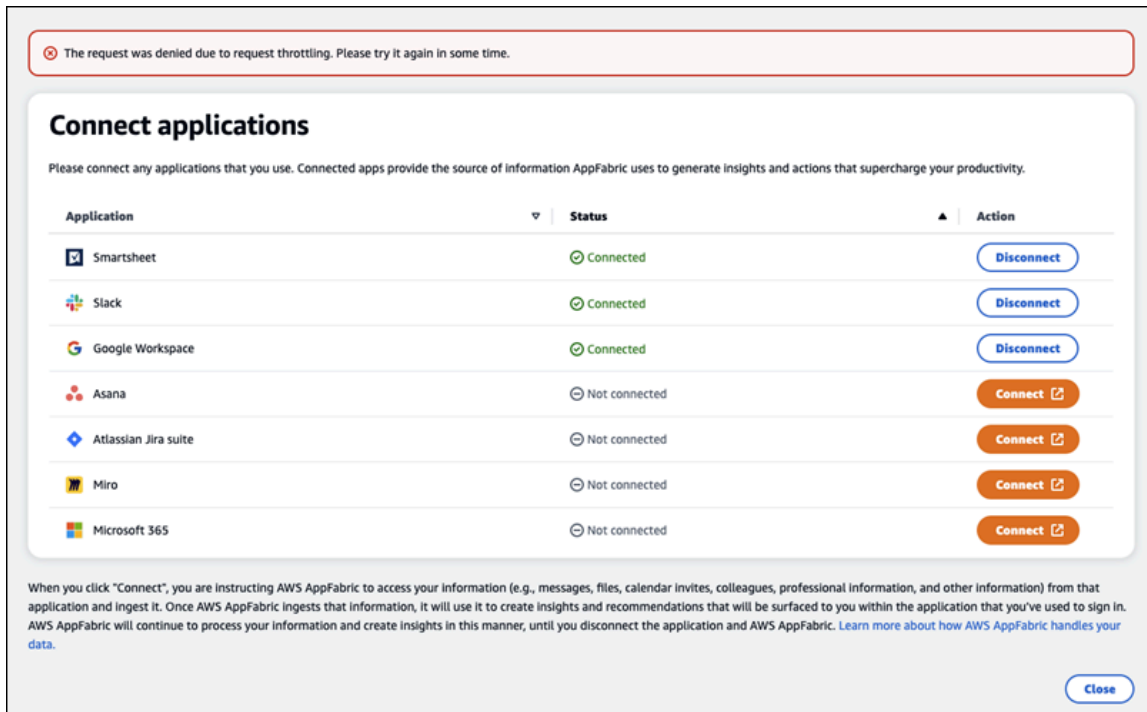 The request was denied due to request throttling. Please try it again in some time.
Connect applications
Please connect any applications that you use. Connected apps provide the source of information AppFabric uses to generate insights and actions that supercharge your productivity.
Application Status Action
Smartsheet Connected Disconnect
Slack Connected Disconnect
Google Workspace Connected Disconnect
Asana Not connected Connect
Atlassian Jira suite Not connected Connect
Miro Not connected Connect
Microsoft 365 Not connected Connect
When you click "Connect", you are instructing AWS AppFabric to access your information (e.g., messages, files, calendar invites, colleagues, professional information, and other information) from that
application and ingest it. Once AWS AppFabric ingests that information, it will use it to create insights and recommendations that will be surfaced to you within the application that you've used to sign in.
AWS AppFabric will continue to process your information and create insights in this manner, until you disconnect the application and AWS AppFabric. Learn more about how AWS AppFabric handles your
data.
Close